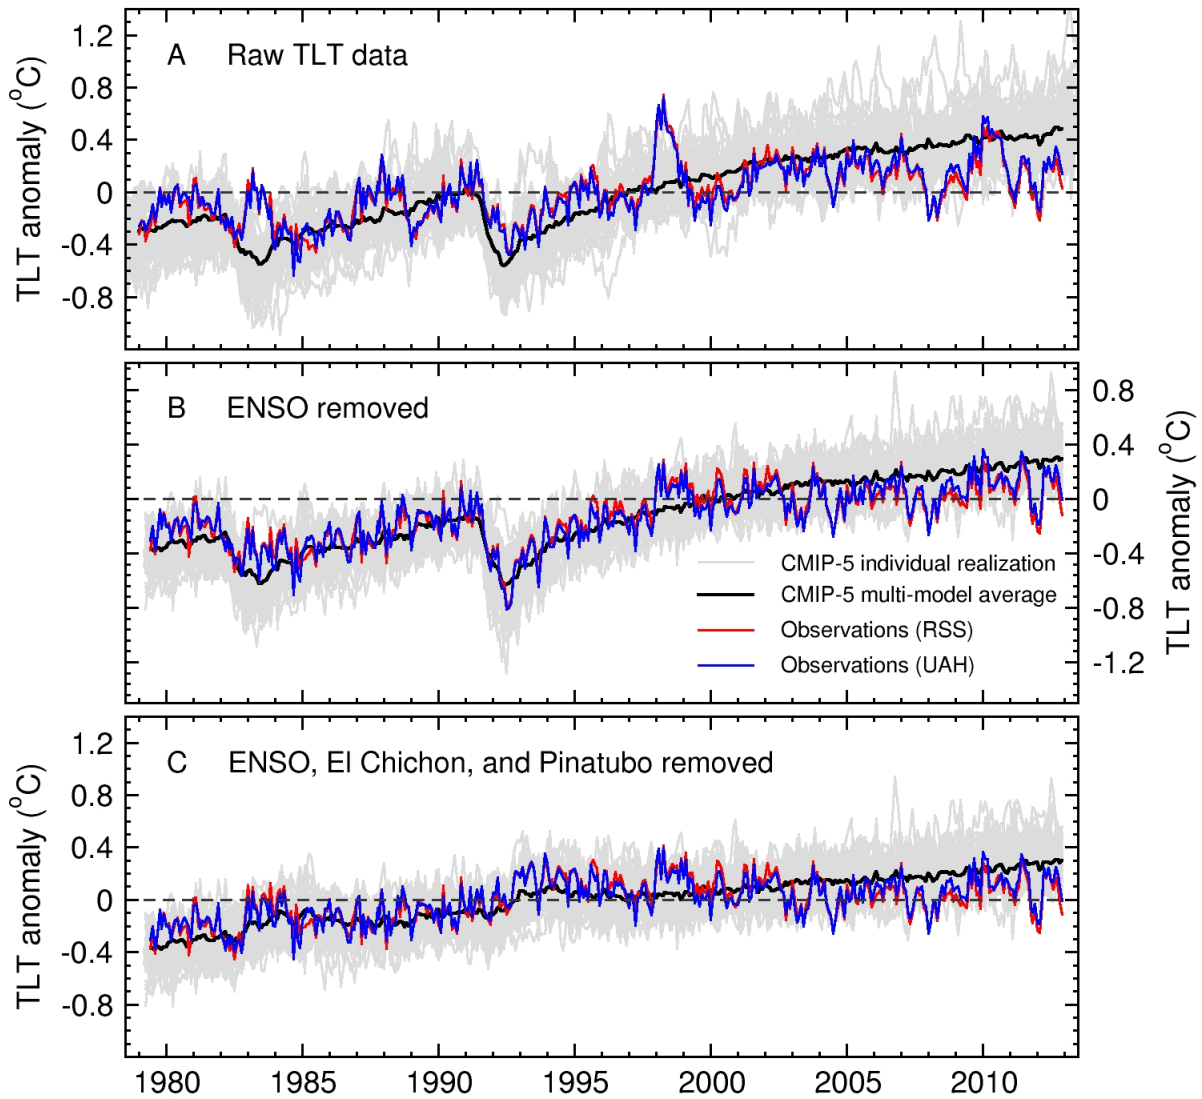 A Raw TLT data
1.2
0.8
0.4
0
-0.4
-0.8
TLT anomaly (°C)
B ENSO removed
0.8
0.4
0
-0.4
-0.8
-1.2
TLT anomaly (°C)
CMIP-5 individual realization
CMIP-5 multi-model average
Observations (RSS)
Observations (UAH)
C ENSO, El Chichon, and Pinatubo removed
1.2
0.8
0.4
0
-0.4
-0.8
TLT anomaly (°C)
1980 1985 1990 1995 2000 2005 2010